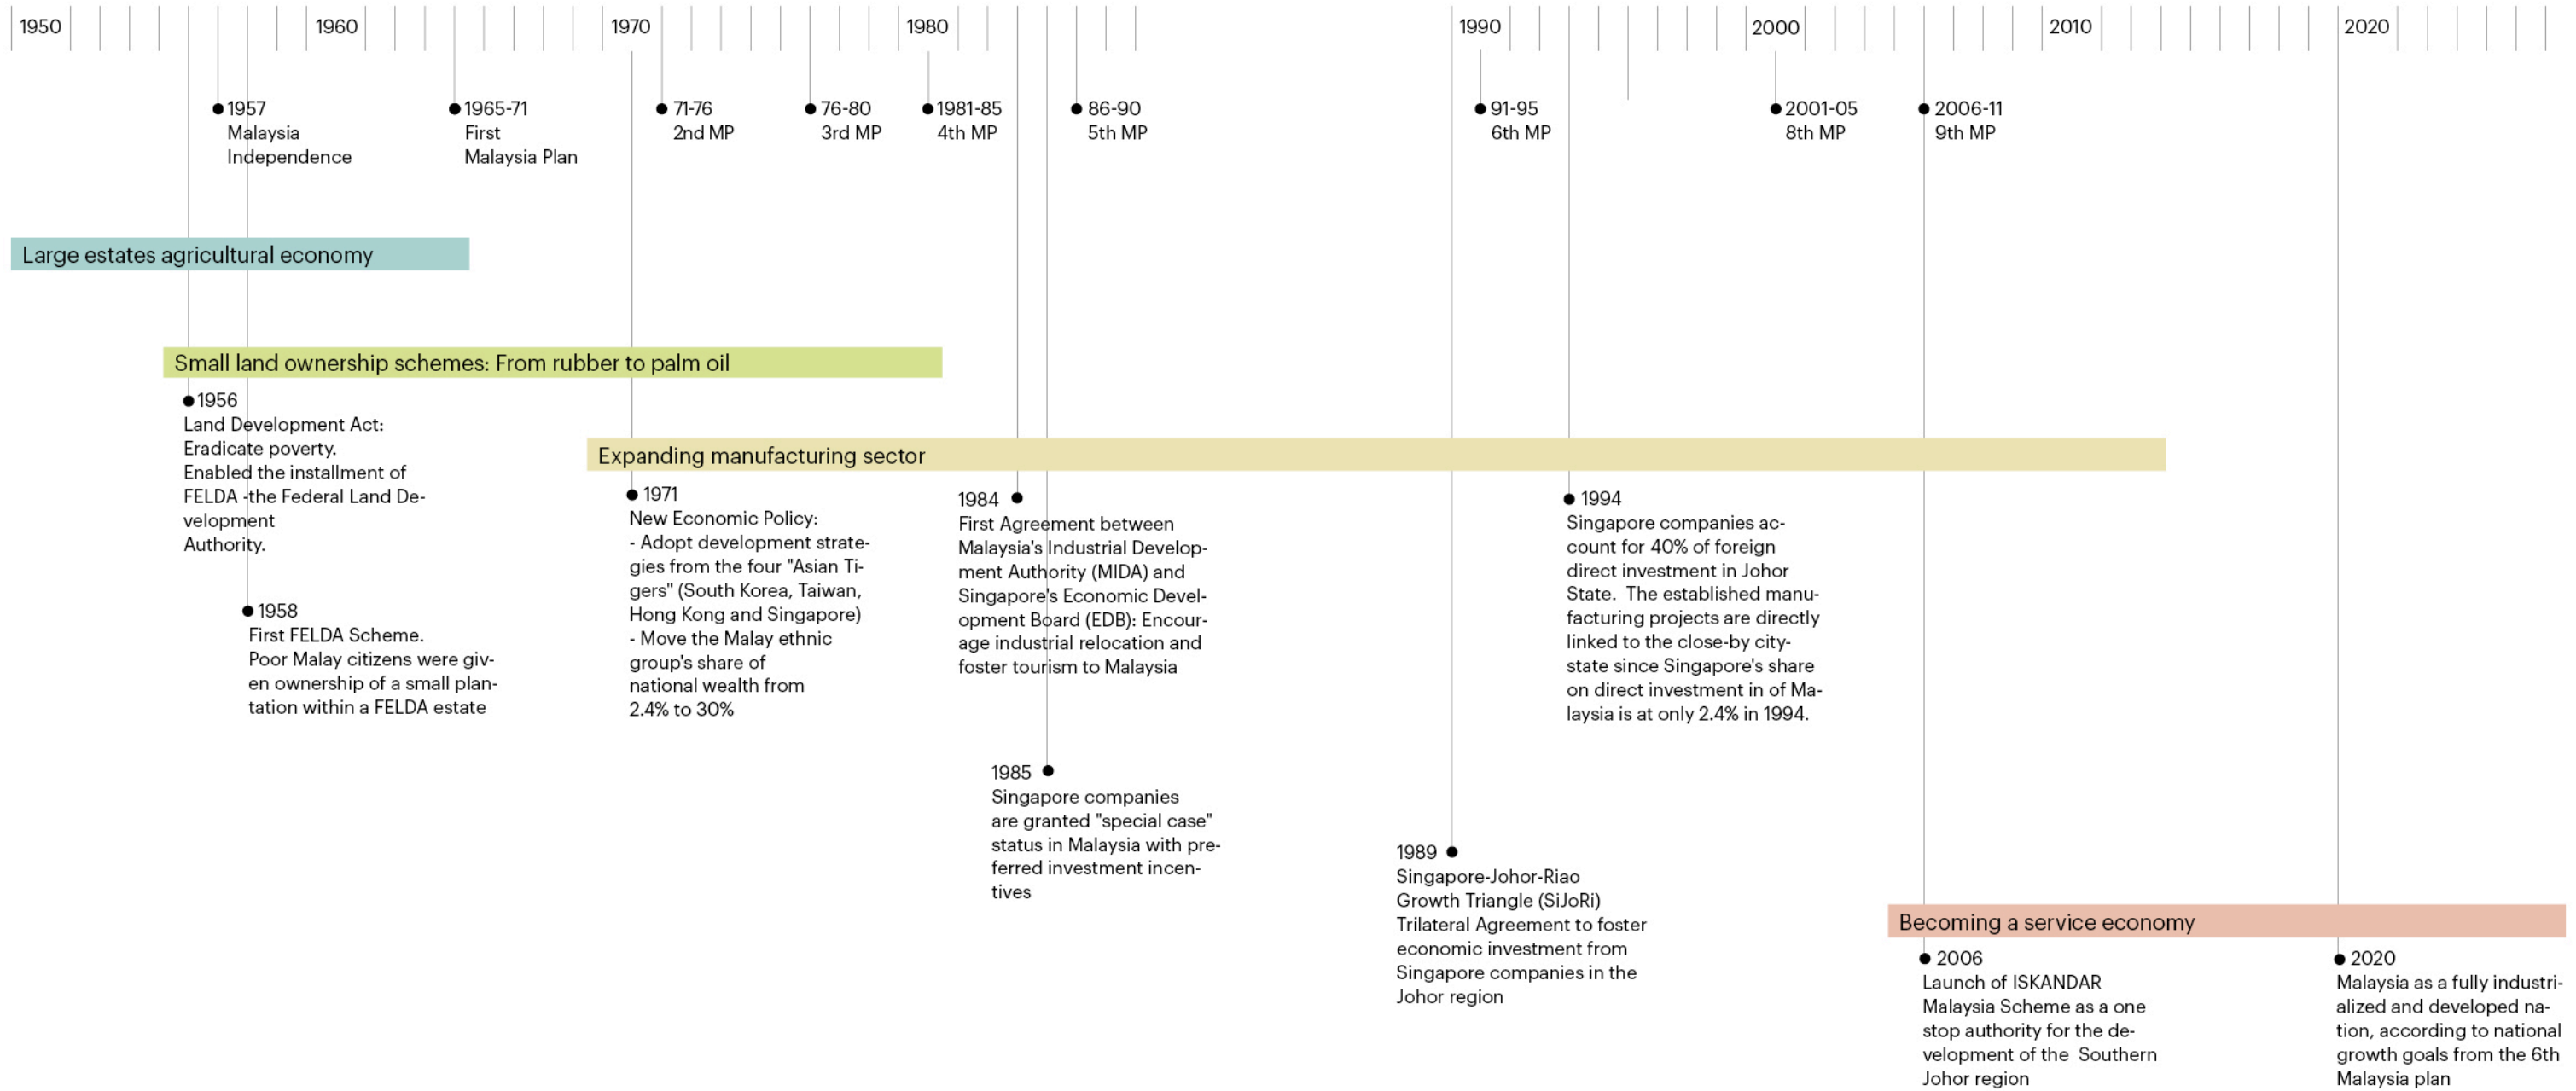 1950
1960
1970
1980
1990
2000
2010
2020
1957
Malaysia
Independence
1965-71
First
Malaysia Plan
71-76
2nd MP
76-80
3rd MP
1981-85
4th MP
86-90
5th MP
91-95
6th MP
2001-05
8th MP
2006-11
9th MP
Large estates agricultural economy
Small land ownership schemes: From rubber to palm oil
1956
Land Development Act:
Eradicate poverty.
Enabled the installment of
FELDA -the Federal Land De-
velopment
Authority.
1958
First FELDA Scheme.
Poor Malay citizens were giv-
en ownership of a small plan-
tation within a FELDA estate
Expanding manufacturing sector
1971
New Economic Policy:
- Adopt development strate-
gies from the four "Asian Ti-
gers" (South Korea, Taiwan,
Hong Kong and Singapore)
- Move the Malay ethnic
group's share of
national wealth from
2.4% to 30%
1984
First Agreement between
Malaysia's Industrial Develop-
ment Authority (MIDA) and
Singapore's Economic Devel-
opment Board (EDB): Encour-
age industrial relocation and
foster tourism to Malaysia
1985
Singapore companies
are granted "special case"
status in Malaysia with pre-
ferred investment incen-
tives
1989
Singapore-Johor-Riao
Growth Triangle (SiJoRi)
Trilateral Agreement to foster
economic investment from
Singapore companies in the
Johor region
1994
Singapore companies ac-
count for 40% of foreign
direct investment in Johor
State.  The established manu-
facturing projects are directly
linked to the close-by city-
state since Singapore's share
on direct investment in of Ma-
laysia is at only 2.4% in 1994.
Becoming a service economy
2006
Launch of ISKANDAR
Malaysia Scheme as a one
stop authority for the de-
velopment of the  Southern
Johor region
2020
Malaysia as a fully industri-
alized and developed na-
tion, according to national
growth goals from the 6th
Malaysia plan